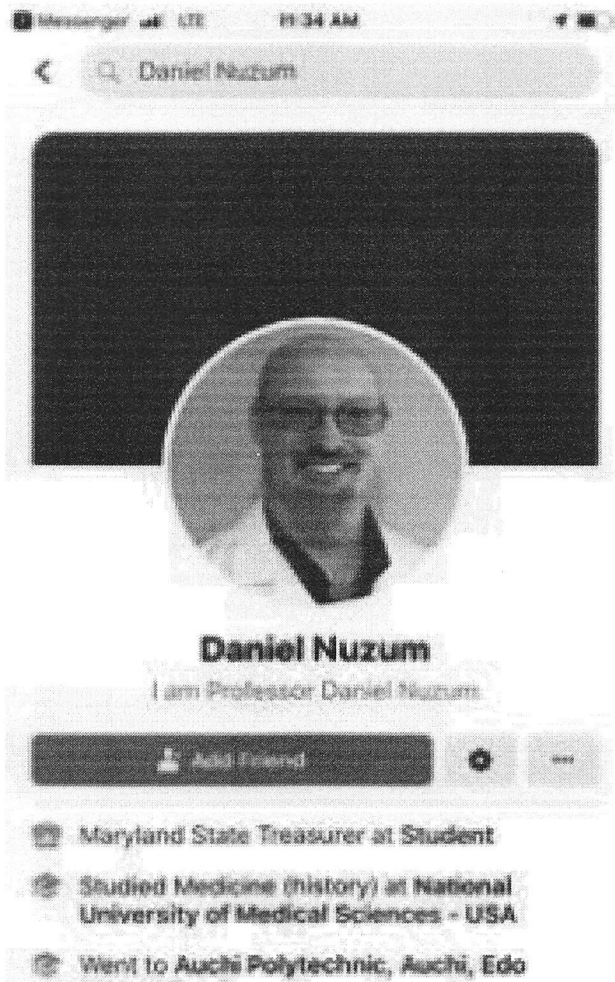 Messenger LTE 11:34 AM
Daniel Nuzum
Daniel Nuzum
I am Professor Daniel Nuzum
Add Friend
Maryland State Treasurer at Student
Studied Medicine (history) at National
University of Medical Sciences - USA
Went to Auchi Polytechnic, Auchi, Edo